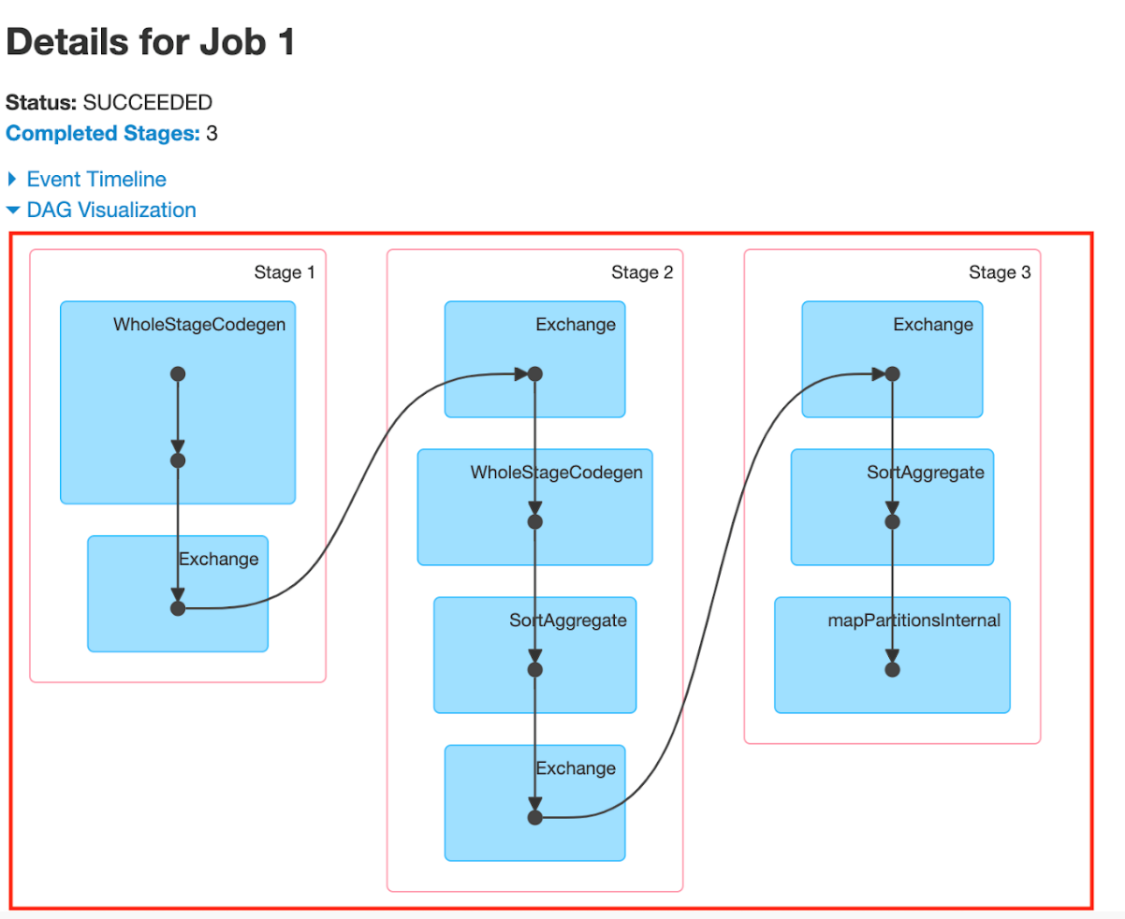 Details for Job 1
Status: SUCCEEDED
Completed Stages: 3
Event Timeline
DAG Visualization
Stage 1
WholeStageCodegen
Exchange
Stage 2
Exchange
WholeStageCodegen
SortAggregate
Exchange
Stage 3
Exchange
SortAggregate
mapPartitionsInternal